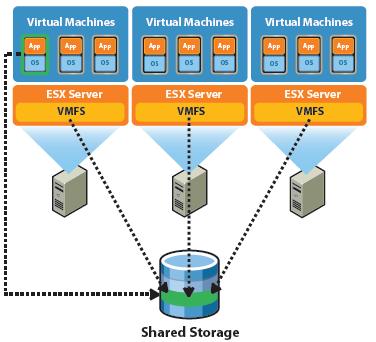 Virtual Machines Virtual Machines Virtual Machines
App App App App App App App App App
OS OS OS OS OS OS OS OS OS
ESX Server ESX Server ESX Server
VMFS VMFS VMFS
Shared Storage